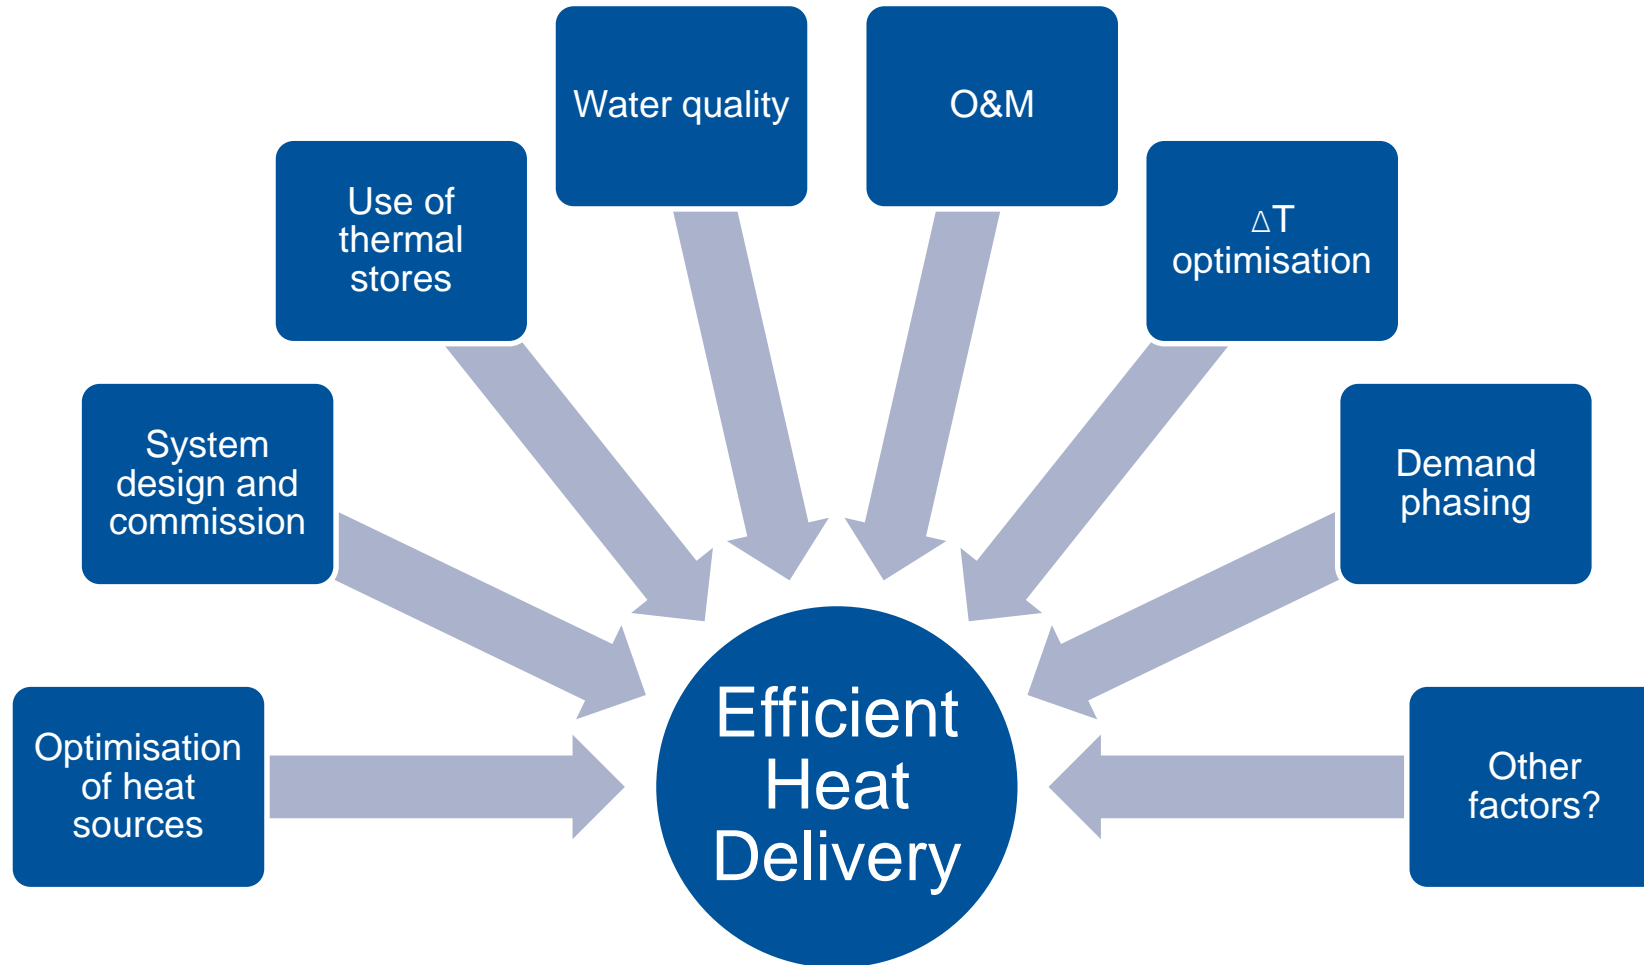 Water quality
O&M
Use of
thermal
stores
△T
optimisation
System
design and
commission
Demand
phasing
Optimisation
of heat
sources
Efficient
Heat
Delivery
Other
factors?